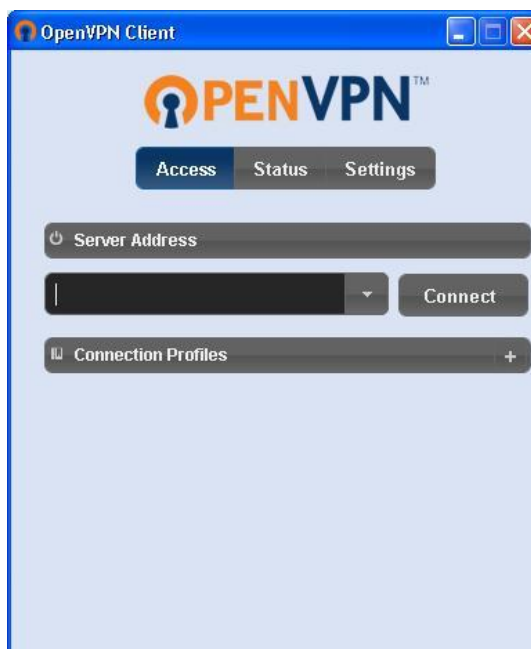 OpenVPN Client
OPENVPN™
Access Status Settings
Server Address
Connect
Connection Profiles +